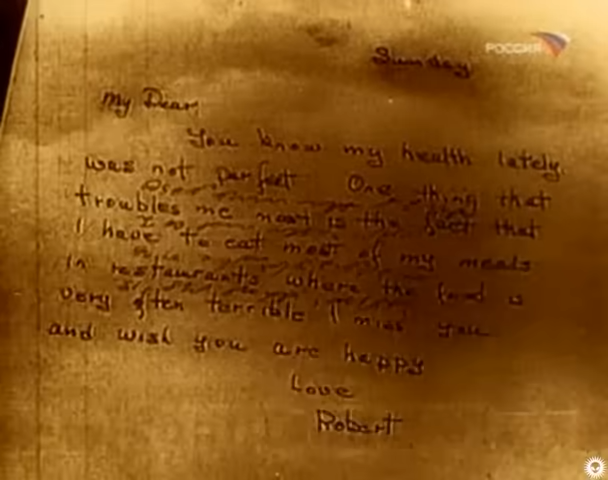 РОССИЯ
Sunday
My Dear,
You know my health lately
was not perfect One thing that
troubles me most is the fact that
I have to eat most of my meals
in restaurants where the food is
very often terrible I miss you
and wish you are happy
Love
Robert